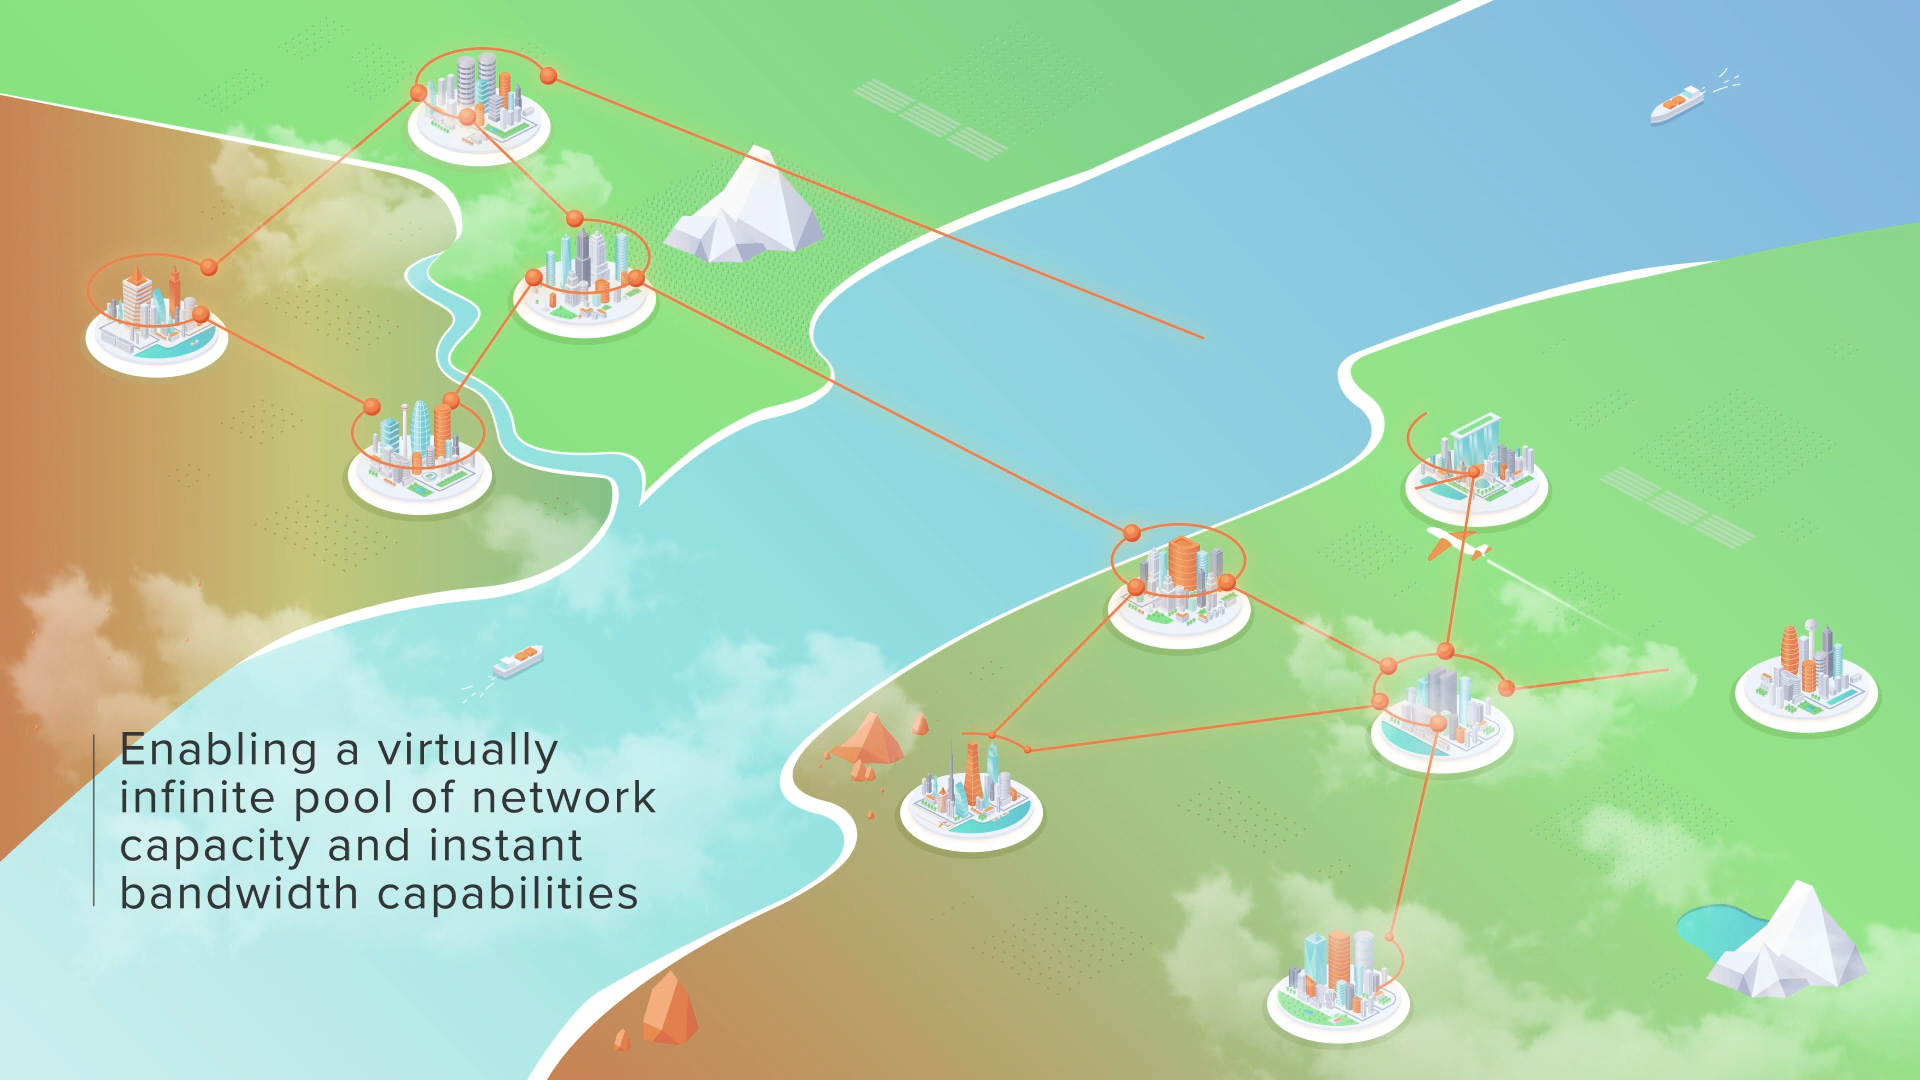 Enabling a virtually
infinite pool of network
capacity and instant
bandwidth capabilities